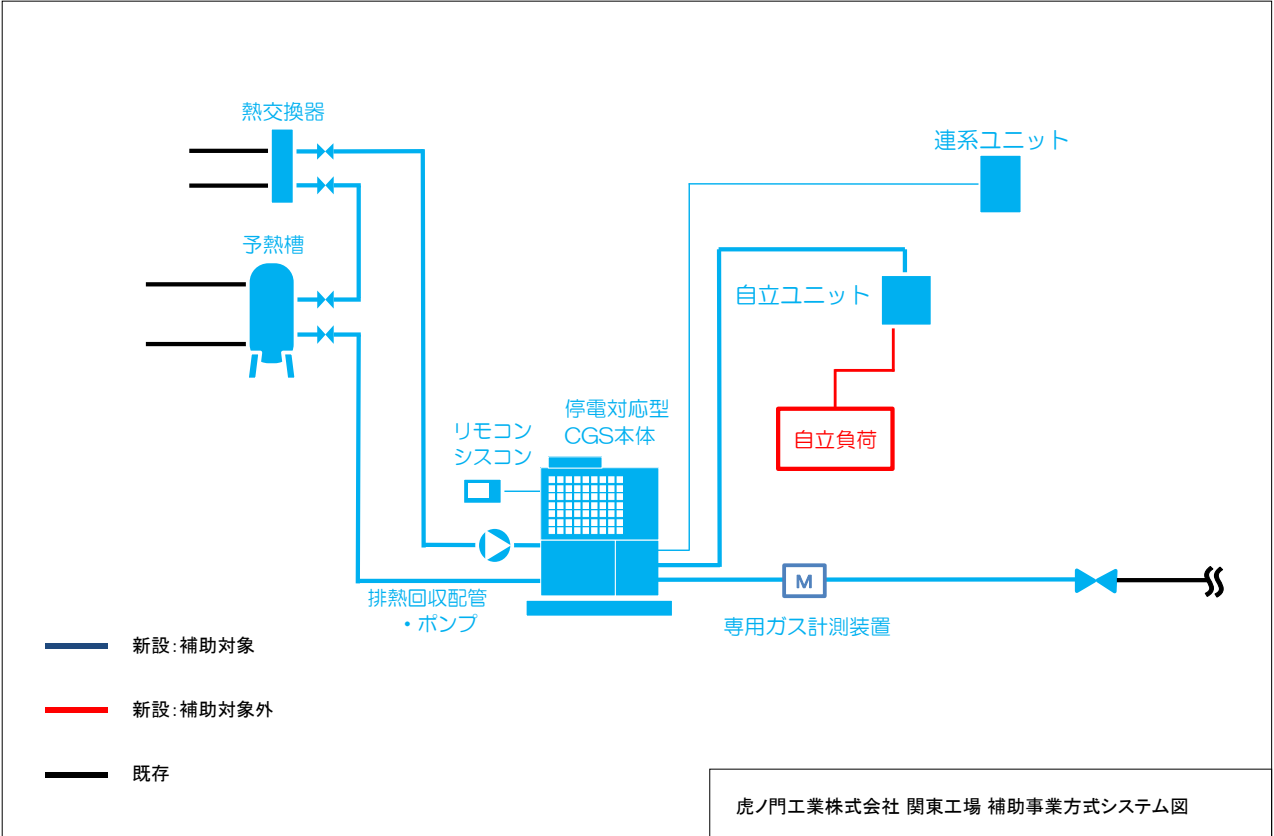 熱交換器
連系ユニット
予熱槽
自立ユニット
停電対応型
CGS本体
リモコン
シスコン
自立負荷
M
排熱回収配管
・ポンプ
専用ガス計測装置
新設:補助対象
新設:補助対象外
既存
虎ノ門工業株式会社 関東工場 補助事業方式システム図